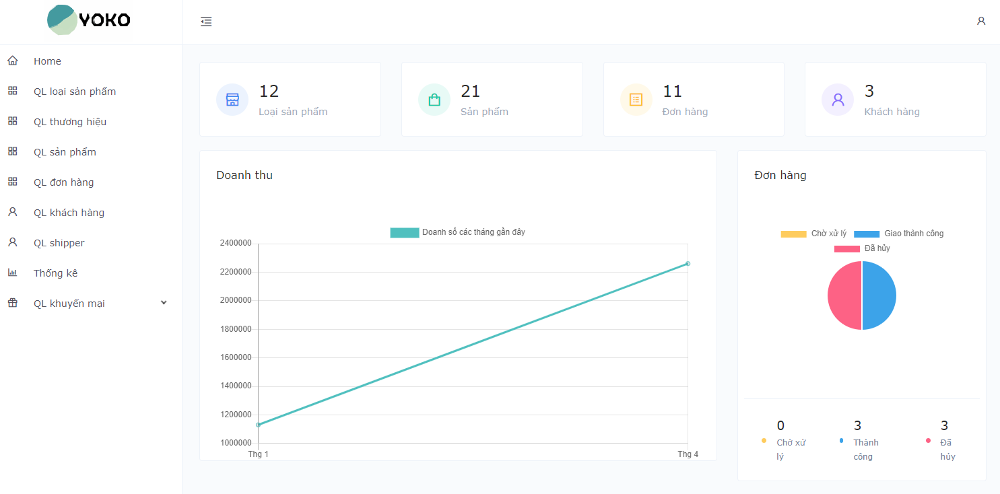 YOKO
Home
QL loại sản phẩm
QL thương hiệu
QL sản phẩm
QL đơn hàng
QL khách hàng
QL shipper
Thống kê
QL khuyến mại
12
Loại sản phẩm
21
Sản phẩm
11
Đơn hàng
3
Khách hàng
Doanh thu
Doanh số các tháng gần đây
2400000
2200000
2000000
1800000
1600000
1400000
1200000
1000000
Thg 1
Thg 4
Đơn hàng
Chờ xử lý
Giao thành công
Đã hủy
0
Chờ xử
lý
3
Thành
công
3
Đã
hủy